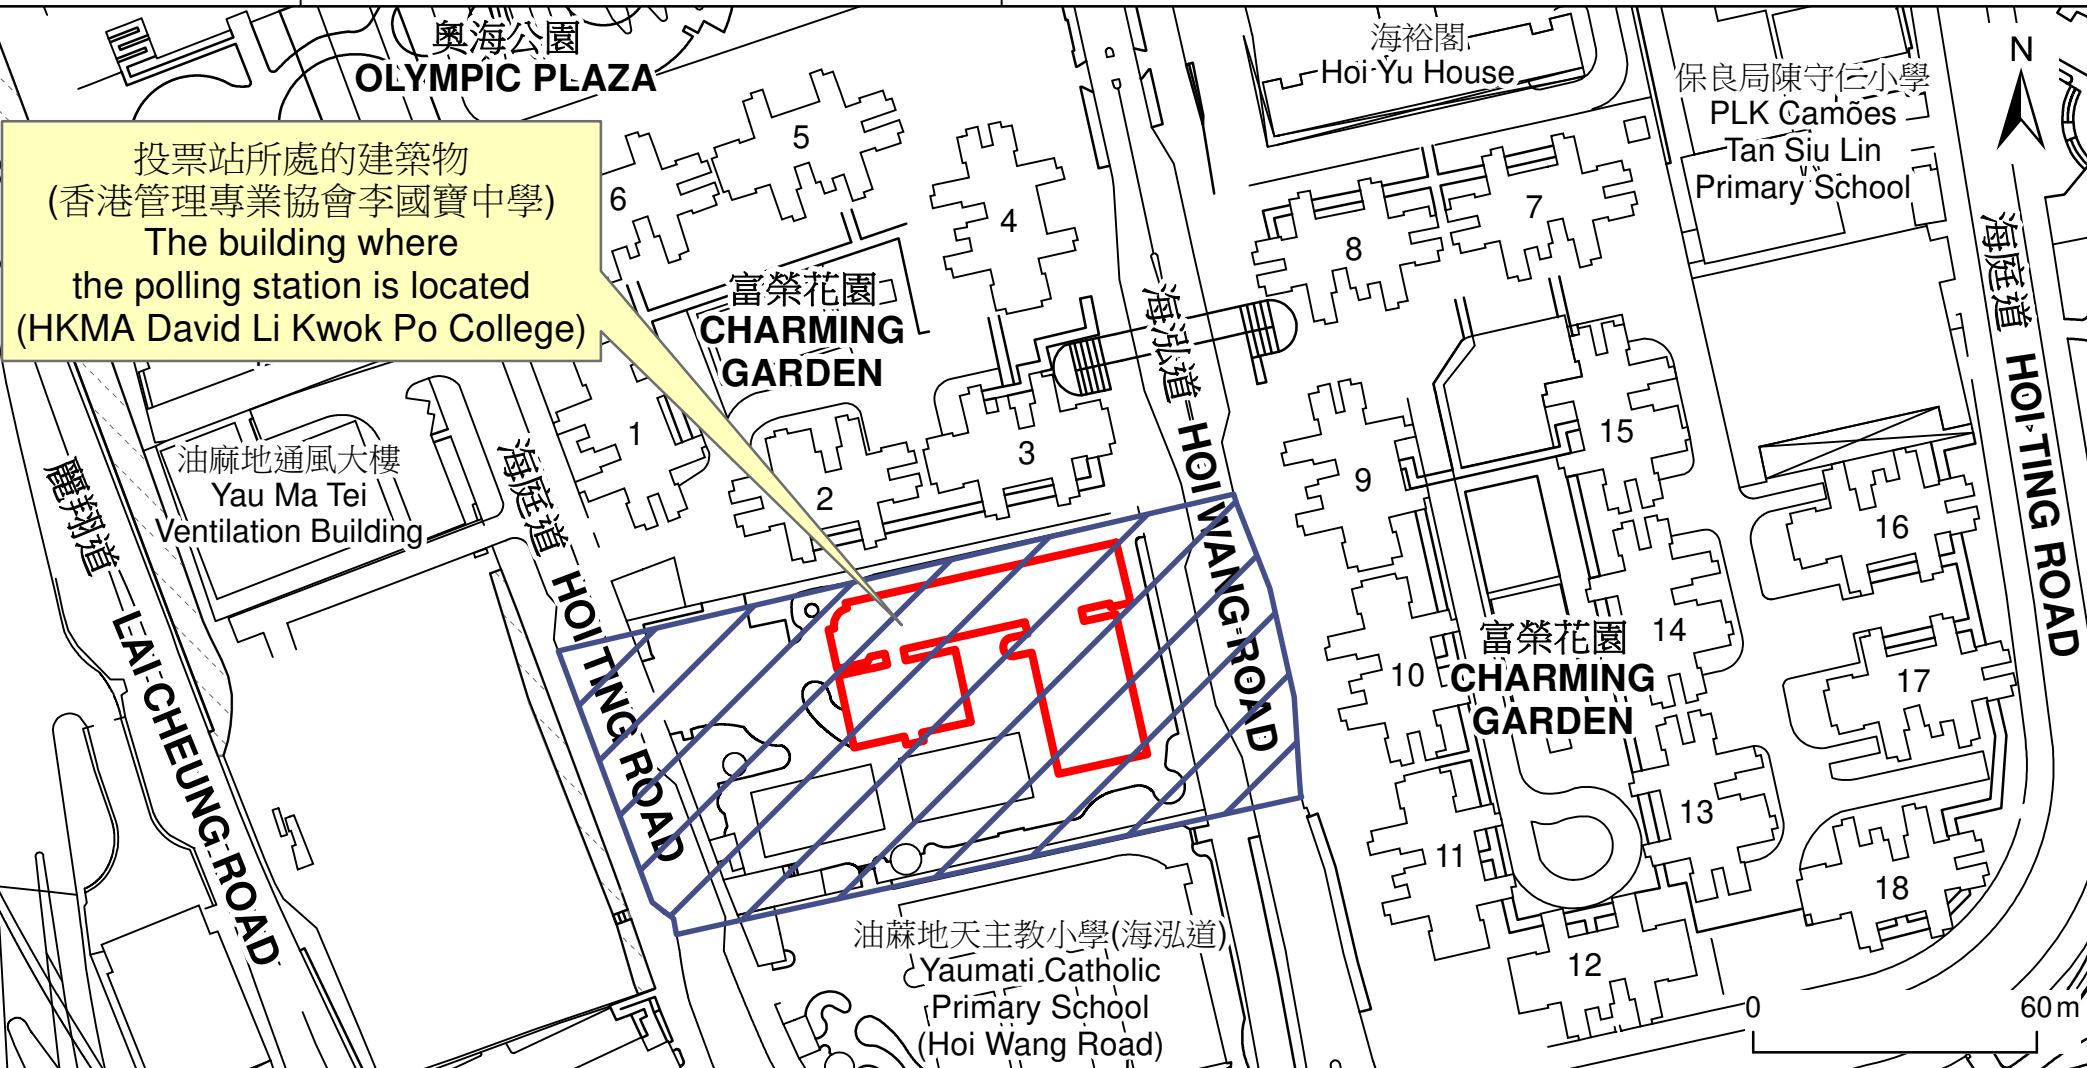 奧海公園
OLYMPIC PLAZA
海裕閣
Hoi Yu House
保良局陳守仁小學
PLK Camões
Tan Siu Lin
Primary School
N
投票站所處的建築物
(香港管理專業協會李國寶中學)
The building where
the polling station is located
(HKMA David Li Kwok Po College)
5
6
4
7
8
富榮花園
CHARMING
GARDEN
海泓道 HOI WANG ROAD
海庭道 HOI TING ROAD
1
2
3
9
15
16
油麻地通風大樓
Yau Ma Tei
Ventilation Building
麗翔道 LAI CHEUNG ROAD
海庭道 HOI TING ROAD
10
富榮花園
CHARMING
GARDEN
14
17
11
13
18
12
油蔴地天主教小學(海泓道)
Yaumati Catholic
Primary School
(Hoi Wang Road)
0
60 m